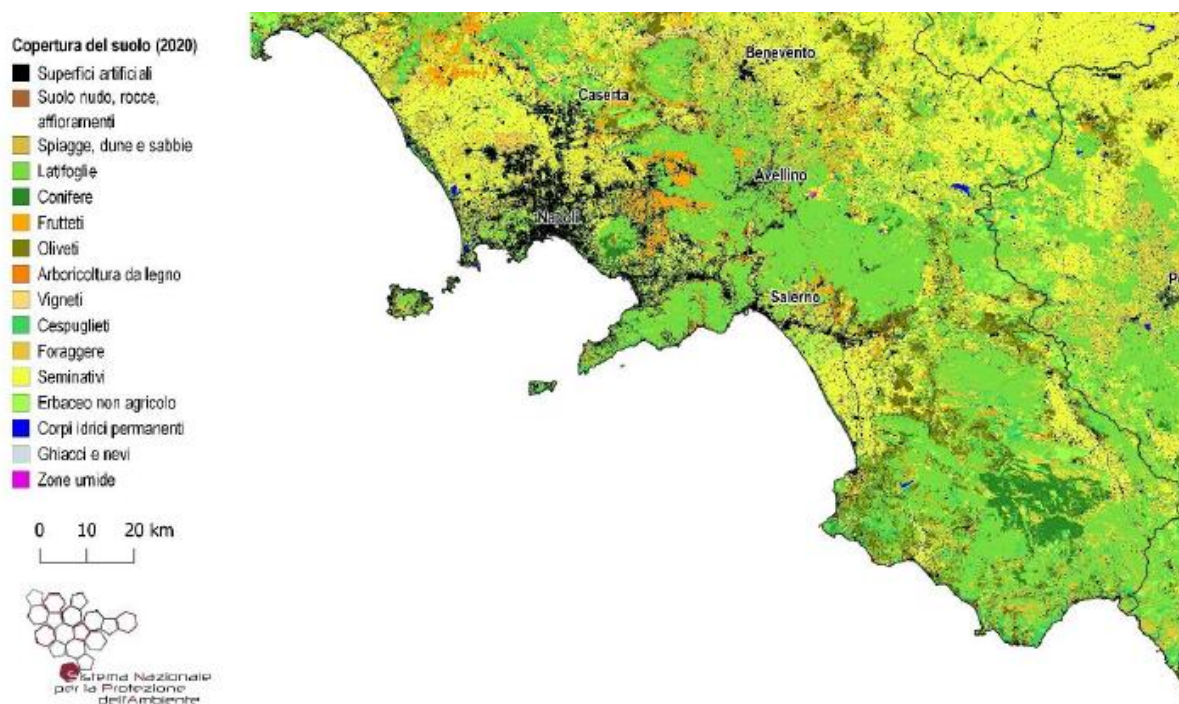 Copertura del suolo (2020)
Superfici artificiali
Suolo nudo, rocce,
affioramenti
Spiagge, dune e sabbie
Latifoglie
Conifere
Frutteti
Oliveti
Arboricoltura da legno
Vigneti
Cespuglieti
Foraggere
Seminativi
Erbaceo non agricolo
Corpi idrici permanenti
Ghiacci e nevi
Zone umide
0 10 20 km
Sistema Nazionale
per la Protezione
dell'Ambiente
Benevento
Caserta
Avellino
Napoli
Salerno
P